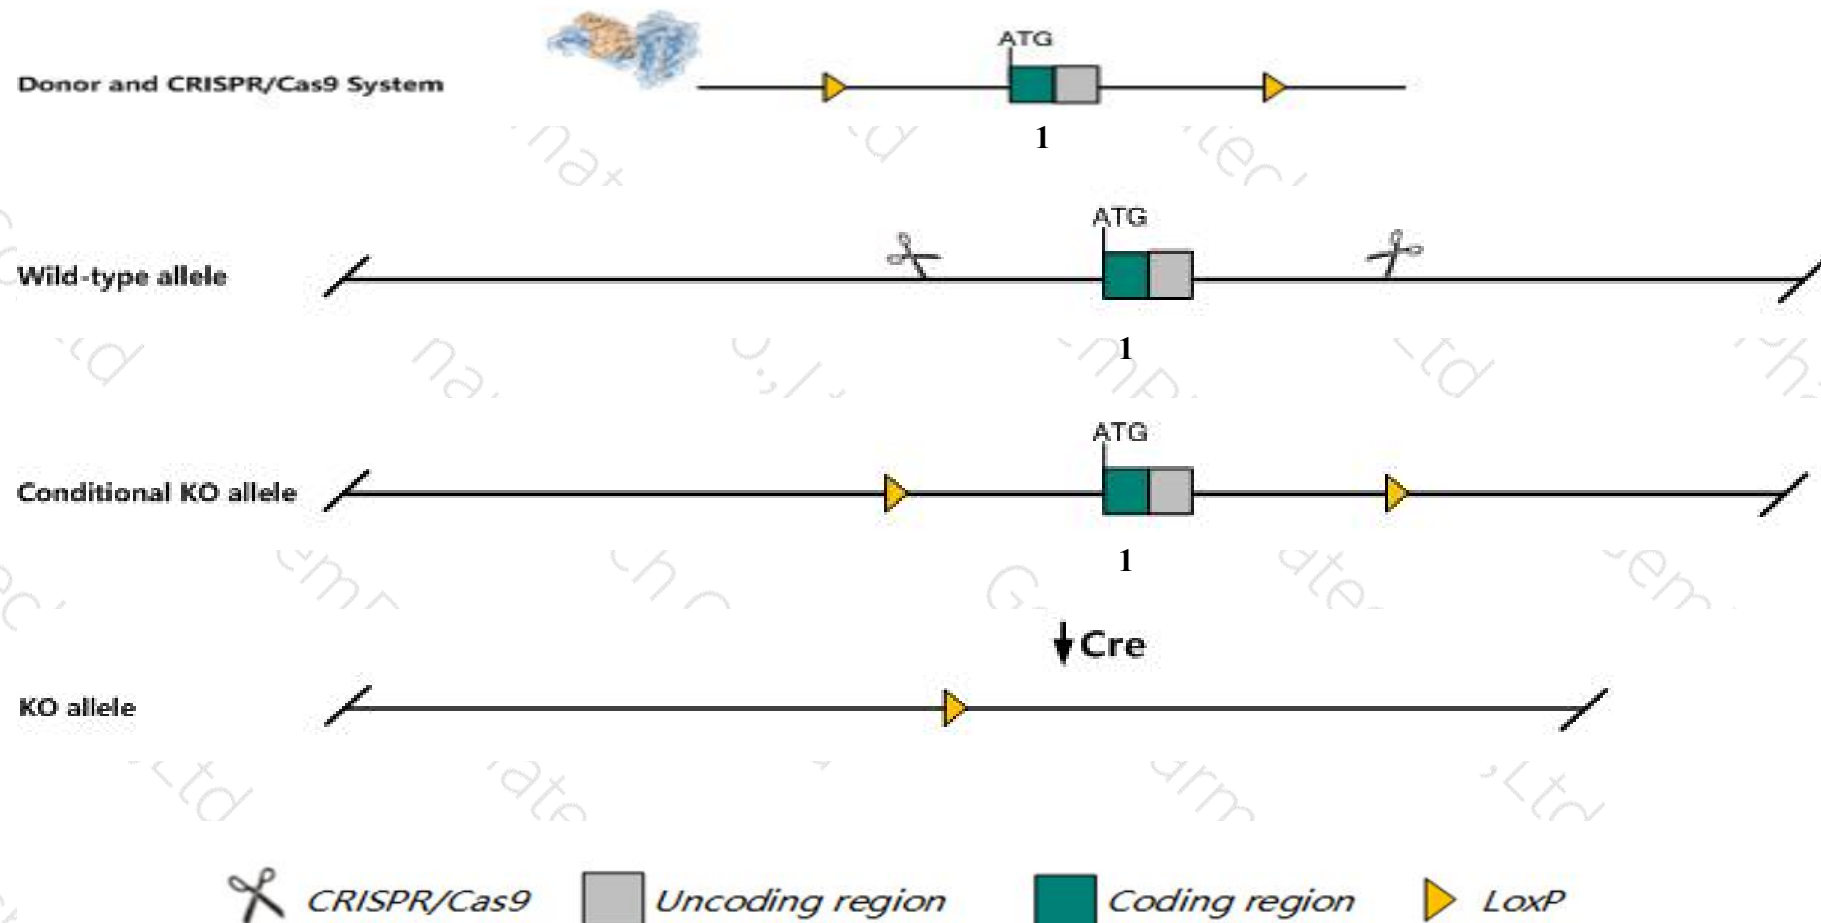 ATG
Donor and CRISPR/Cas9 System
1
ATG
Wild-type allele
1
ATG
Conditional KO allele
1
Cre
KO allele
CRISPR/Cas9 Uncoding region Coding region LoxP